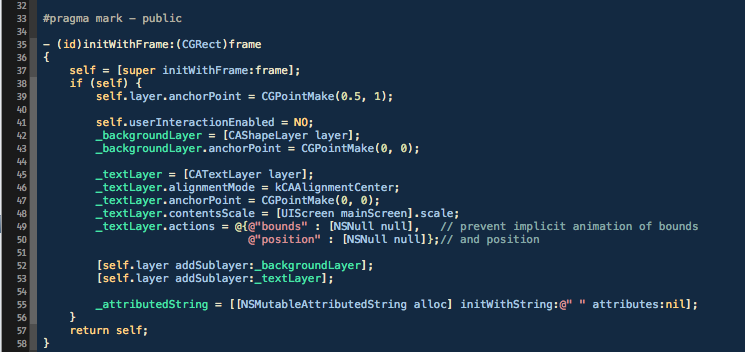 32
33 #pragma mark - public
34
35 - (id)initWithFrame:(CGRect)frame
36 {
37     self = [super initWithFrame:frame];
38     if (self) {
39         self.layer.anchorPoint = CGPointMake(0.5, 1);
40
41         self.userInteractionEnabled = NO;
42         _backgroundLayer = [CAShapeLayer layer];
43         _backgroundLayer.anchorPoint = CGPointMake(0, 0);
44
45         _textLayer = [CATextLayer layer];
46         _textLayer.alignmentMode = kCAAlignmentCenter;
47         _textLayer.anchorPoint = CGPointMake(0, 0);
48         _textLayer.contentsScale = [UIScreen mainScreen].scale;
49         _textLayer.actions = @{@"bounds" : [NSNull null],   // prevent implicit animation of bounds
50                                @"position" : [NSNull null]};// and position
51
52         [self.layer addSublayer:_backgroundLayer];
53         [self.layer addSublayer:_textLayer];
54
55         _attributedString = [[NSMutableAttributedString alloc] initWithString:@" " attributes:nil];
56     }
57     return self;
58 }